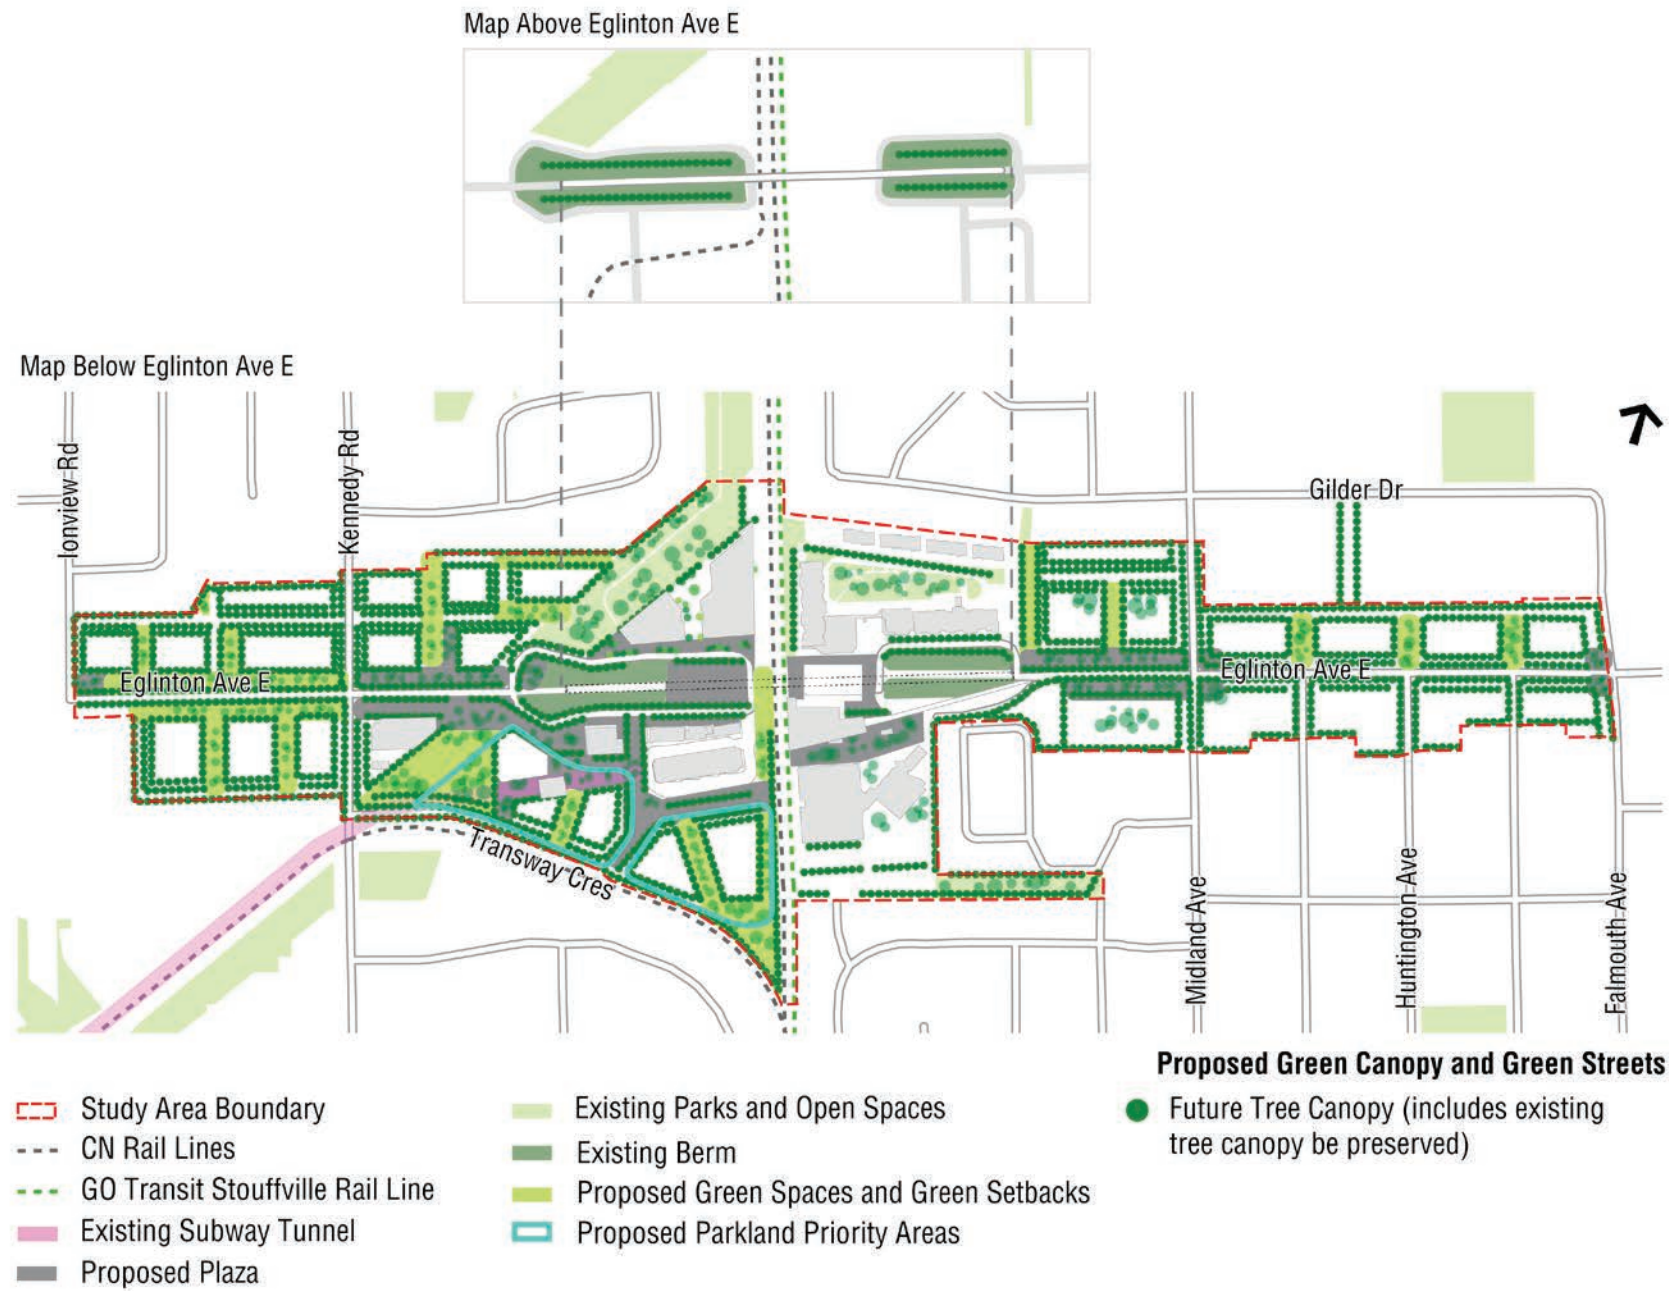 Map Above Eglinton Ave E
Map Below Eglinton Ave E
Ionview Rd
Kennedy Rd
Gilder Dr
Eglinton Ave E
Eglinton Ave E
Transway Cres
Midland Ave
Huntington Ave
Falmouth Ave
Proposed Green Canopy and Green Streets
Study Area Boundary
CN Rail Lines
GO Transit Stouffville Rail Line
Existing Subway Tunnel
Proposed Plaza
Existing Parks and Open Spaces
Existing Berm
Proposed Green Spaces and Green Setbacks
Proposed Parkland Priority Areas
Future Tree Canopy (includes existing
tree canopy be preserved)